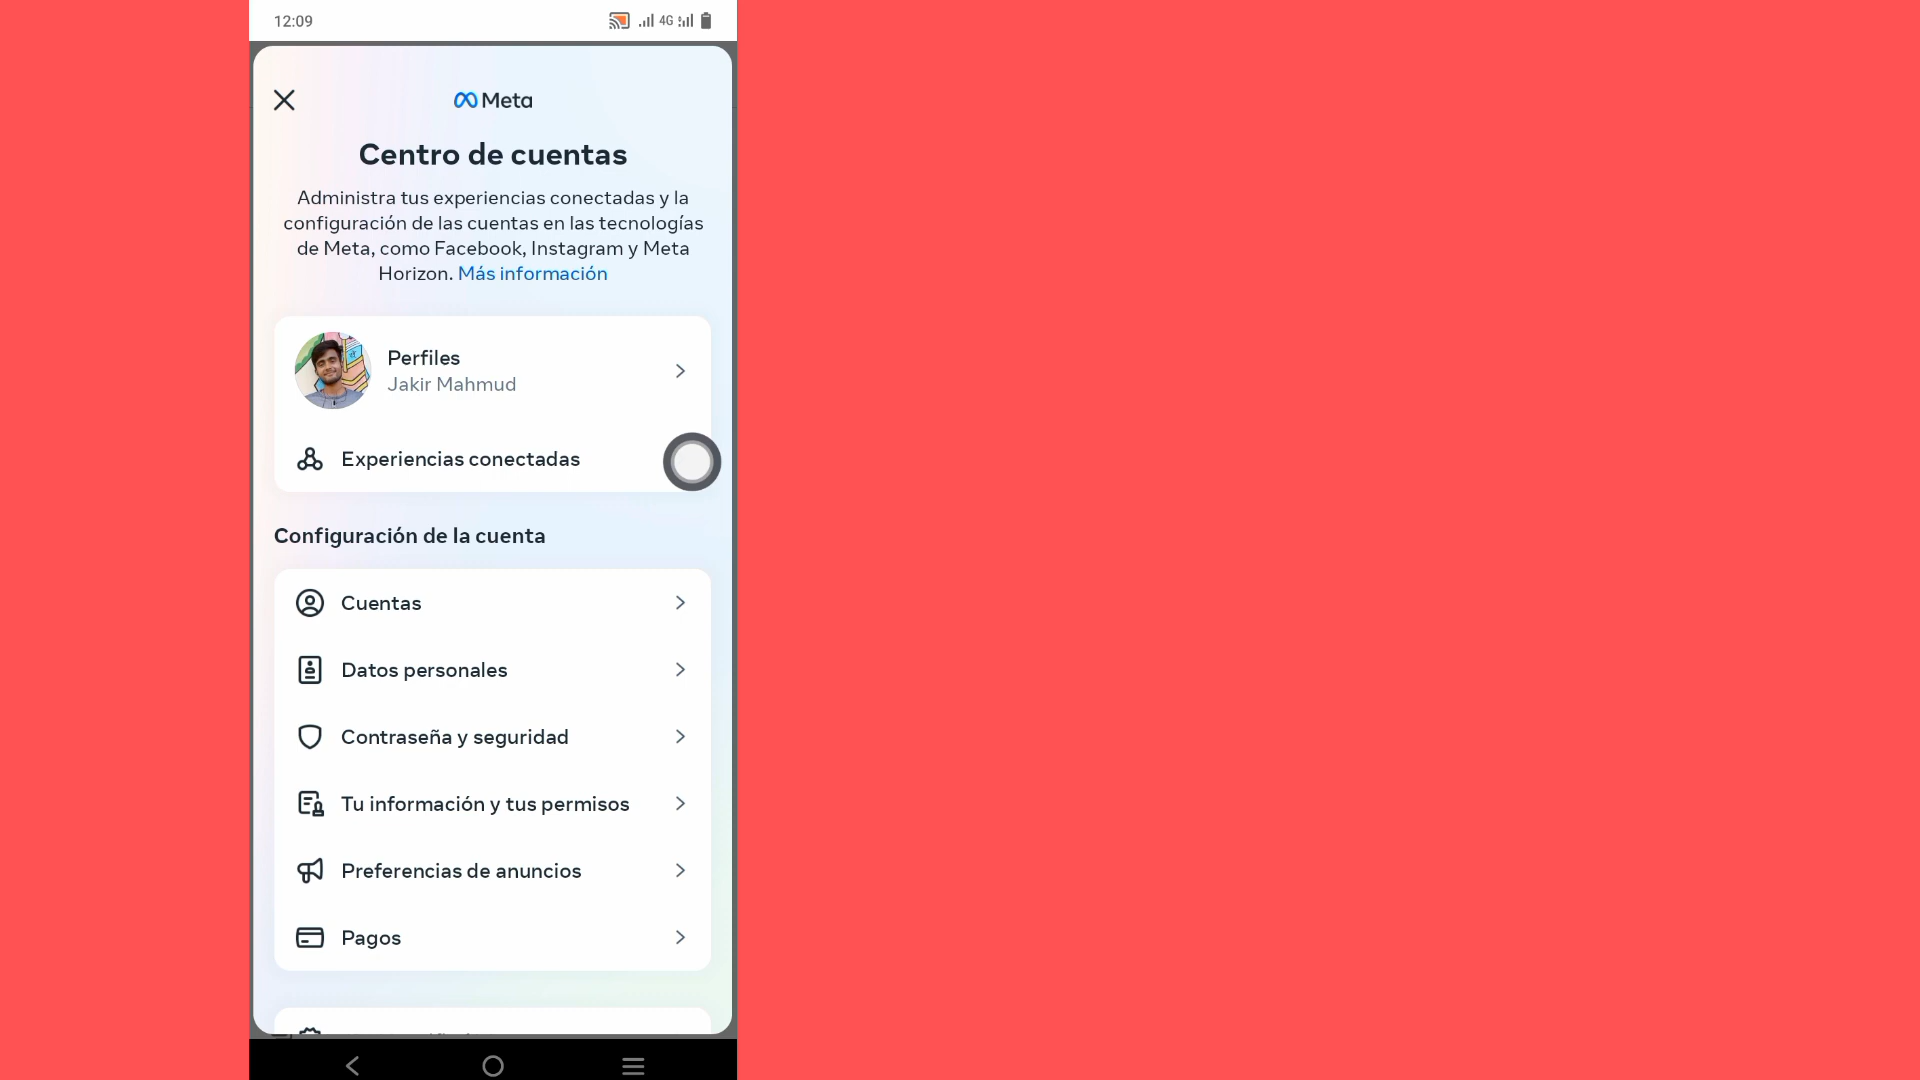 12:09
4G
Meta
Centro de cuentas
Administra tus experiencias conectadas y la
configuración de las cuentas en las tecnologías
de Meta, como Facebook, Instagram y Meta
Horizon. Más información
Perfiles
Jakir Mahmud
Experiencias conectadas
Configuración de la cuenta
Cuentas
Datos personales
Contraseña y seguridad
Tu información y tus permisos
Preferencias de anuncios
Pagos